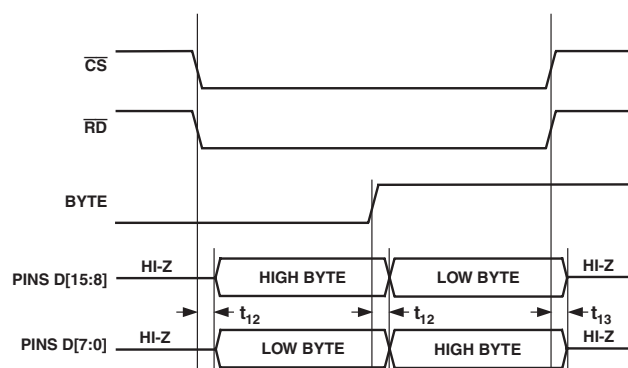 CS
RD
BYTE
PINS D[15:8] HI-Z HIGH BYTE LOW BYTE HI-Z
t12 t12 t13
PINS D[7:0] HI-Z LOW BYTE HIGH BYTE HI-Z